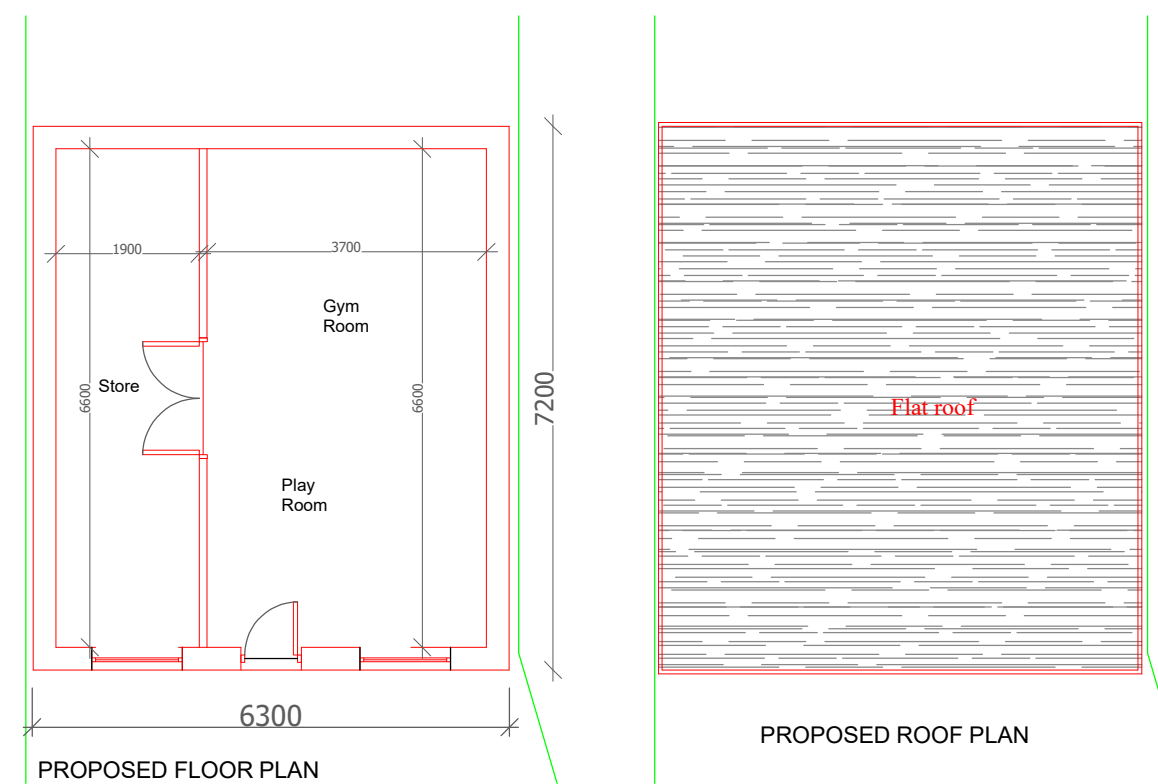 1900
3700
Gym
Room
Store
6600
6600
7200
Flat roof
Play
Room
6300
PROPOSED ROOF PLAN
PROPOSED FLOOR PLAN